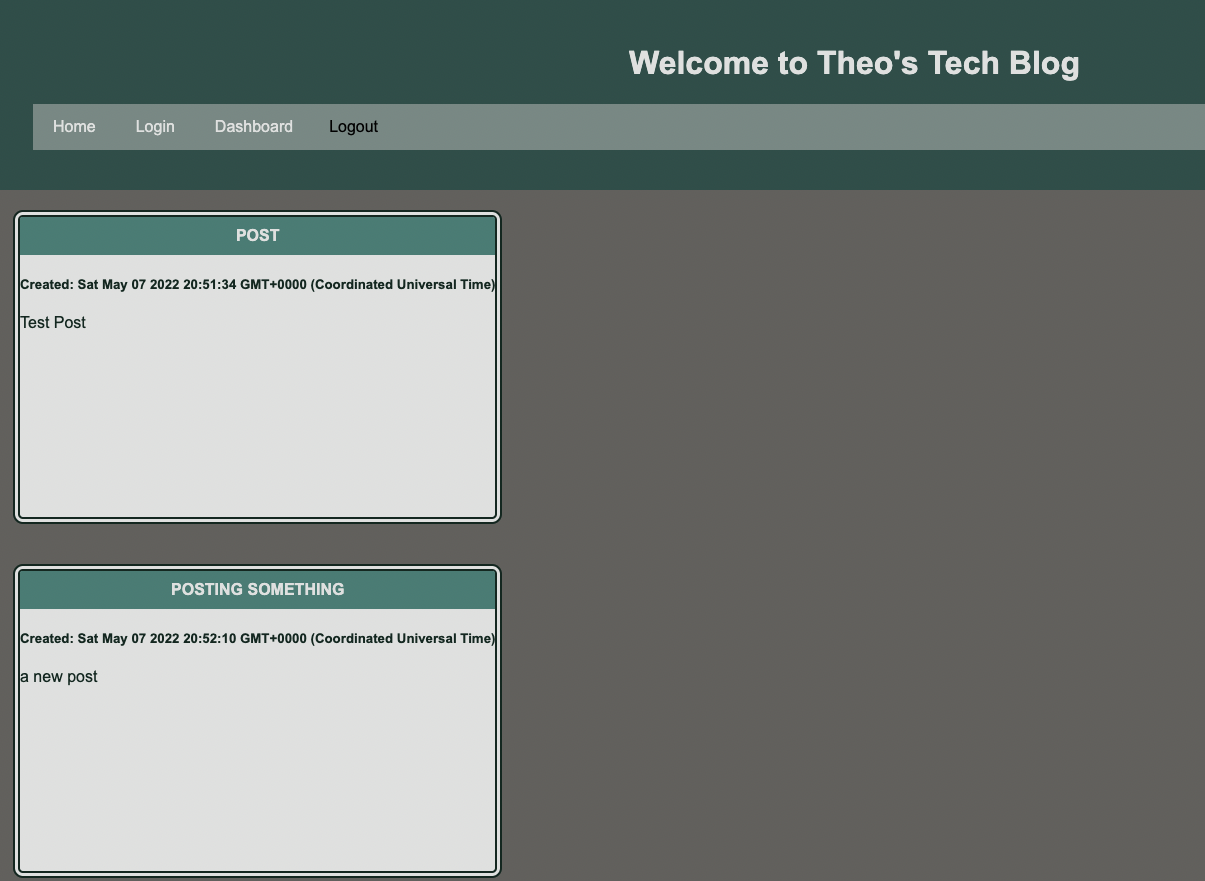 Welcome to Theo's Tech Blog
Home Login Dashboard Logout
POST
Created: Sat May 07 2022 20:51:34 GMT+0000 (Coordinated Universal Time)
Test Post
POSTING SOMETHING
Created: Sat May 07 2022 20:52:10 GMT+0000 (Coordinated Universal Time)
a new post